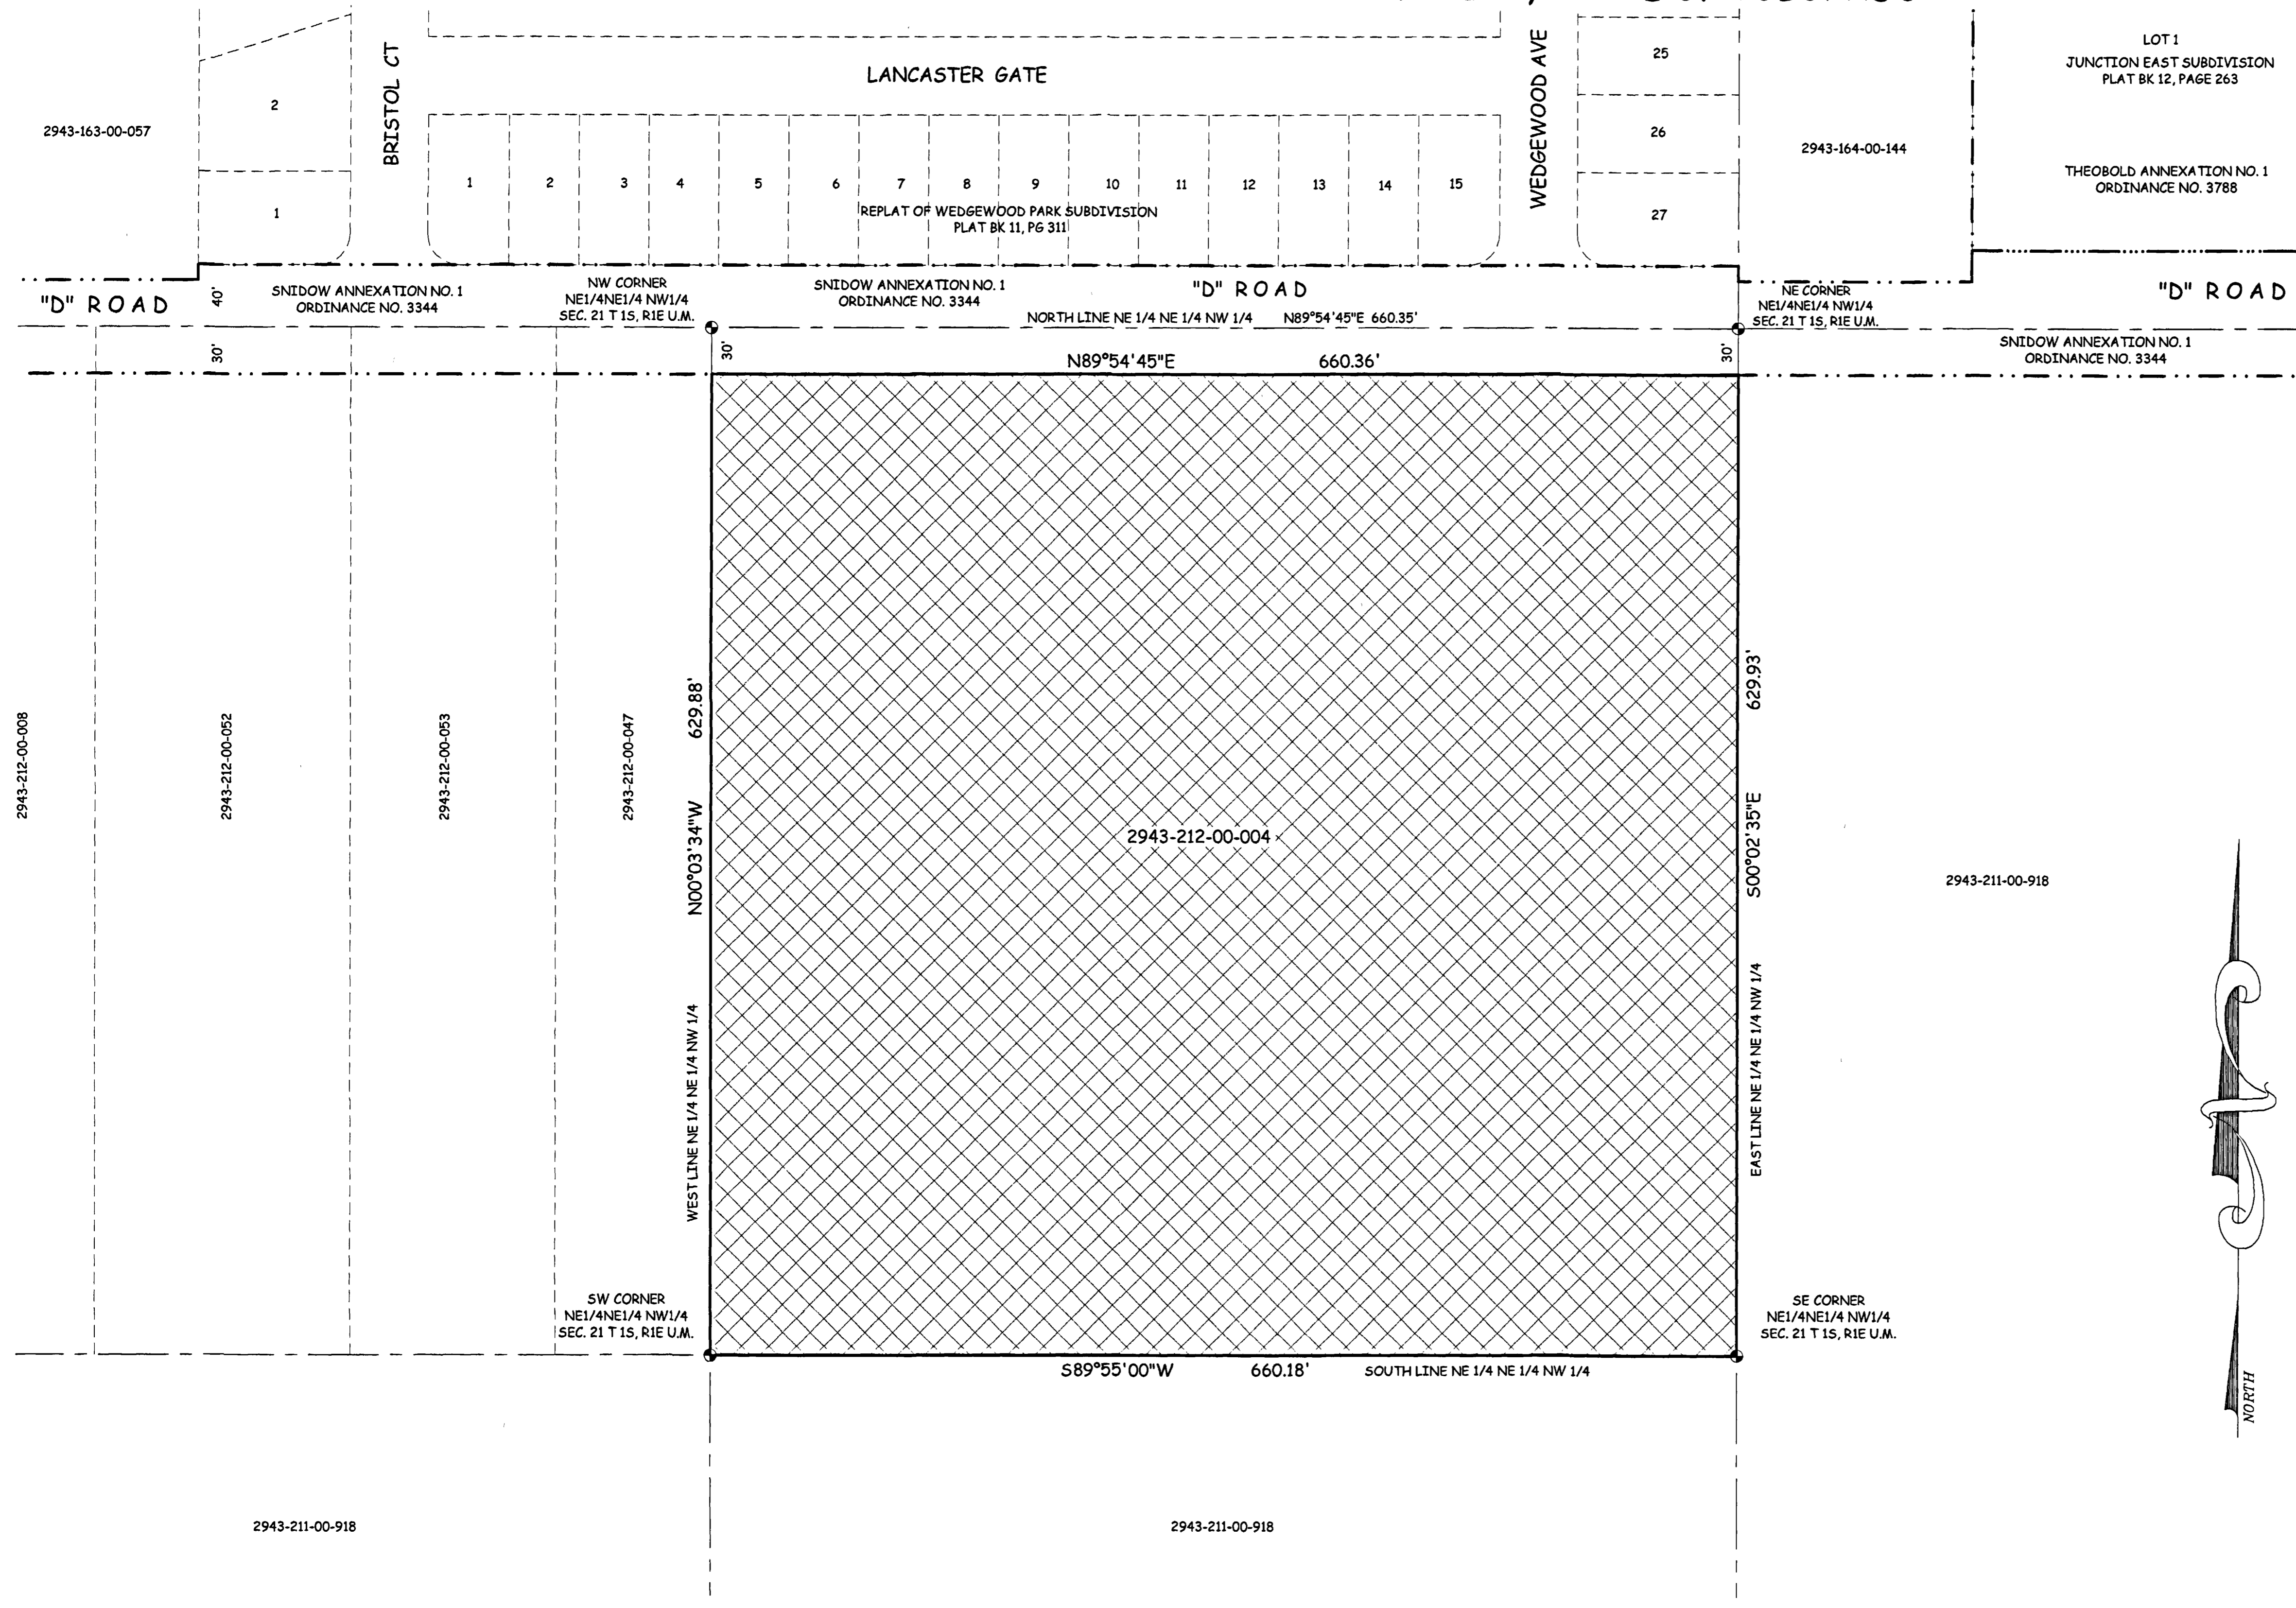 LOT 1
JUNCTION EAST SUBDIVISION
PLAT BK 12, PAGE 263
BRISTOL CT
LANCASTER GATE
WEDGEWOOD AVE
25
2
26
2943-163-00-057
2943-164-00-144
THEOBOLD ANNEXATION NO. 1
ORDINANCE NO. 3788
1
1
2
3
4
5
6
7
8
9
10
11
12
13
14
15
27
REPLAT OF WEDGEWOOD PARK SUBDIVISION
PLAT BK 11, PG 311
"D" ROAD
40'
SNIDOW ANNEXATION NO. 1
ORDINANCE NO. 3344
NW CORNER
NE1/4NE1/4 NW1/4
SEC. 21 T 1S, R1E U.M.
SNIDOW ANNEXATION NO. 1
ORDINANCE NO. 3344
"D" ROAD
NE CORNER
NE1/4NE1/4 NW1/4
SEC. 21 T 1S, R1E U.M.
"D" ROAD
NORTH LINE NE 1/4 NE 1/4 NW 1/4 N89°54'45"E 660.35'
30'
30'
30'
SNIDOW ANNEXATION NO. 1
ORDINANCE NO. 3344
N89°54'45"E 660.36'
2943-212-00-008
2943-212-00-052
2943-212-00-053
2943-212-00-047
N00°03'34"W 629.88'
WEST LINE NE 1/4 NE 1/4 NW 1/4
2943-212-00-004
S00°02'35"E 629.93'
EAST LINE NE 1/4 NE 1/4 NW 1/4
2943-211-00-918
SW CORNER
NE1/4NE1/4 NW1/4
SEC. 21 T 1S, R1E U.M.
SE CORNER
NE1/4NE1/4 NW1/4
SEC. 21 T 1S, R1E U.M.
S89°55'00"W 660.18' SOUTH LINE NE 1/4 NE 1/4 NW 1/4
NORTH
2943-211-00-918
2943-211-00-918